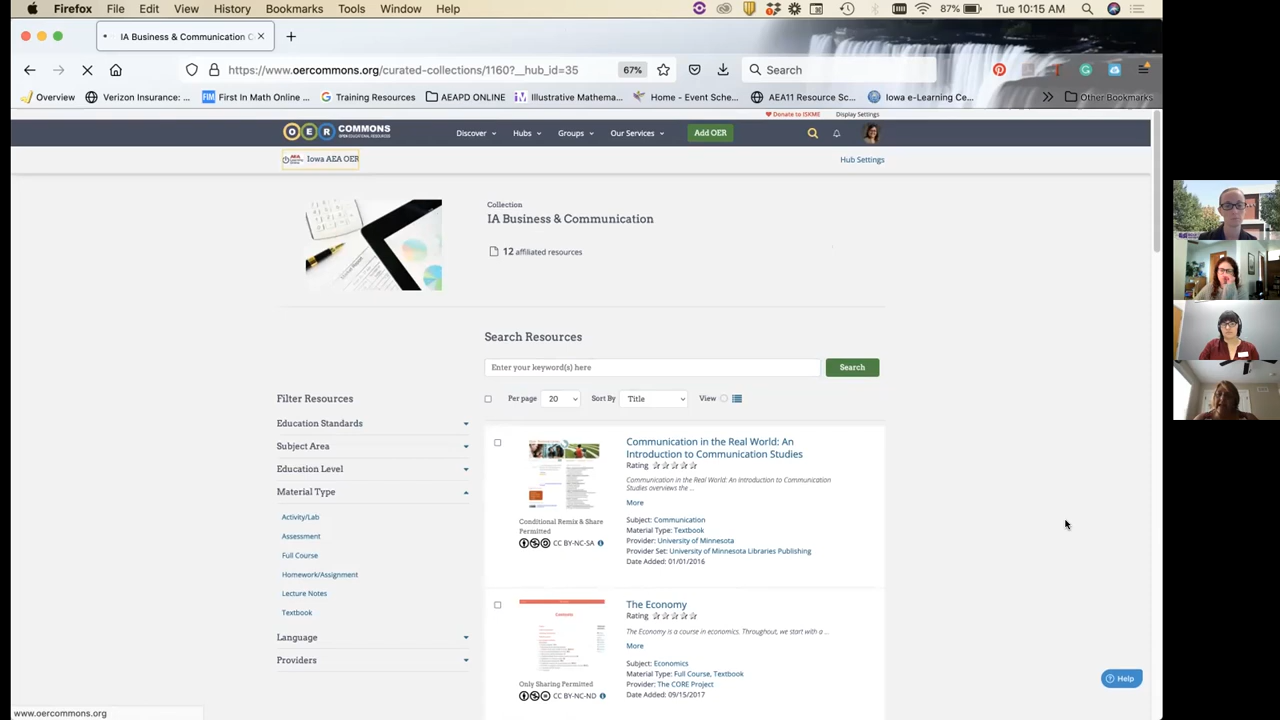 Firefox File Edit View History Bookmarks Tools Window Help 87% Tue 10:15 AM
IA Business & Communication C
https://www.oercommons.org/curated-collections/1160?__hub_id=35 67% Search
Overview Verizon Insurance: ... First In Math Online ... Training Resources AEAPD ONLINE Illustrative Mathema... Home - Event Sche... AEA11 Resource Sc... Iowa e-Learning Ce... Other Bookmarks
Donate to ISKME Display Settings
OER COMMONS Discover Hubs Groups Our Services Add OER
OPEN EDUCATIONAL RESOURCES
Iowa AEA OER Hub Settings
Collection
IA Business & Communication
12 affiliated resources
Search Resources
Enter your keyword(s) here Search
Per page 20 Sort By Title View
Filter Resources
Education Standards
Subject Area
Education Level
Material Type
Activity/Lab
Assessment
Full Course
Homework/Assignment
Lecture Notes
Textbook
Language
Providers
Communication in the Real World: An
Introduction to Communication Studies
Rating
Communication in the Real World: An Introduction to Communication
Studies overviews the ...
More
Subject: Communication
Material Type: Textbook
Provider: University of Minnesota
Provider Set: University of Minnesota Libraries Publishing
Date Added: 01/01/2016
Conditional Remix & Share
Permitted
CC BY-NC-SA
The Economy
Rating
The Economy is a course in economics. Throughout, we start with a ...
More
Subject: Economics
Material Type: Full Course, Textbook
Provider: The CORE Project
Date Added: 09/15/2017
Only Sharing Permitted
CC BY-NC-ND
Help
www.oercommons.org